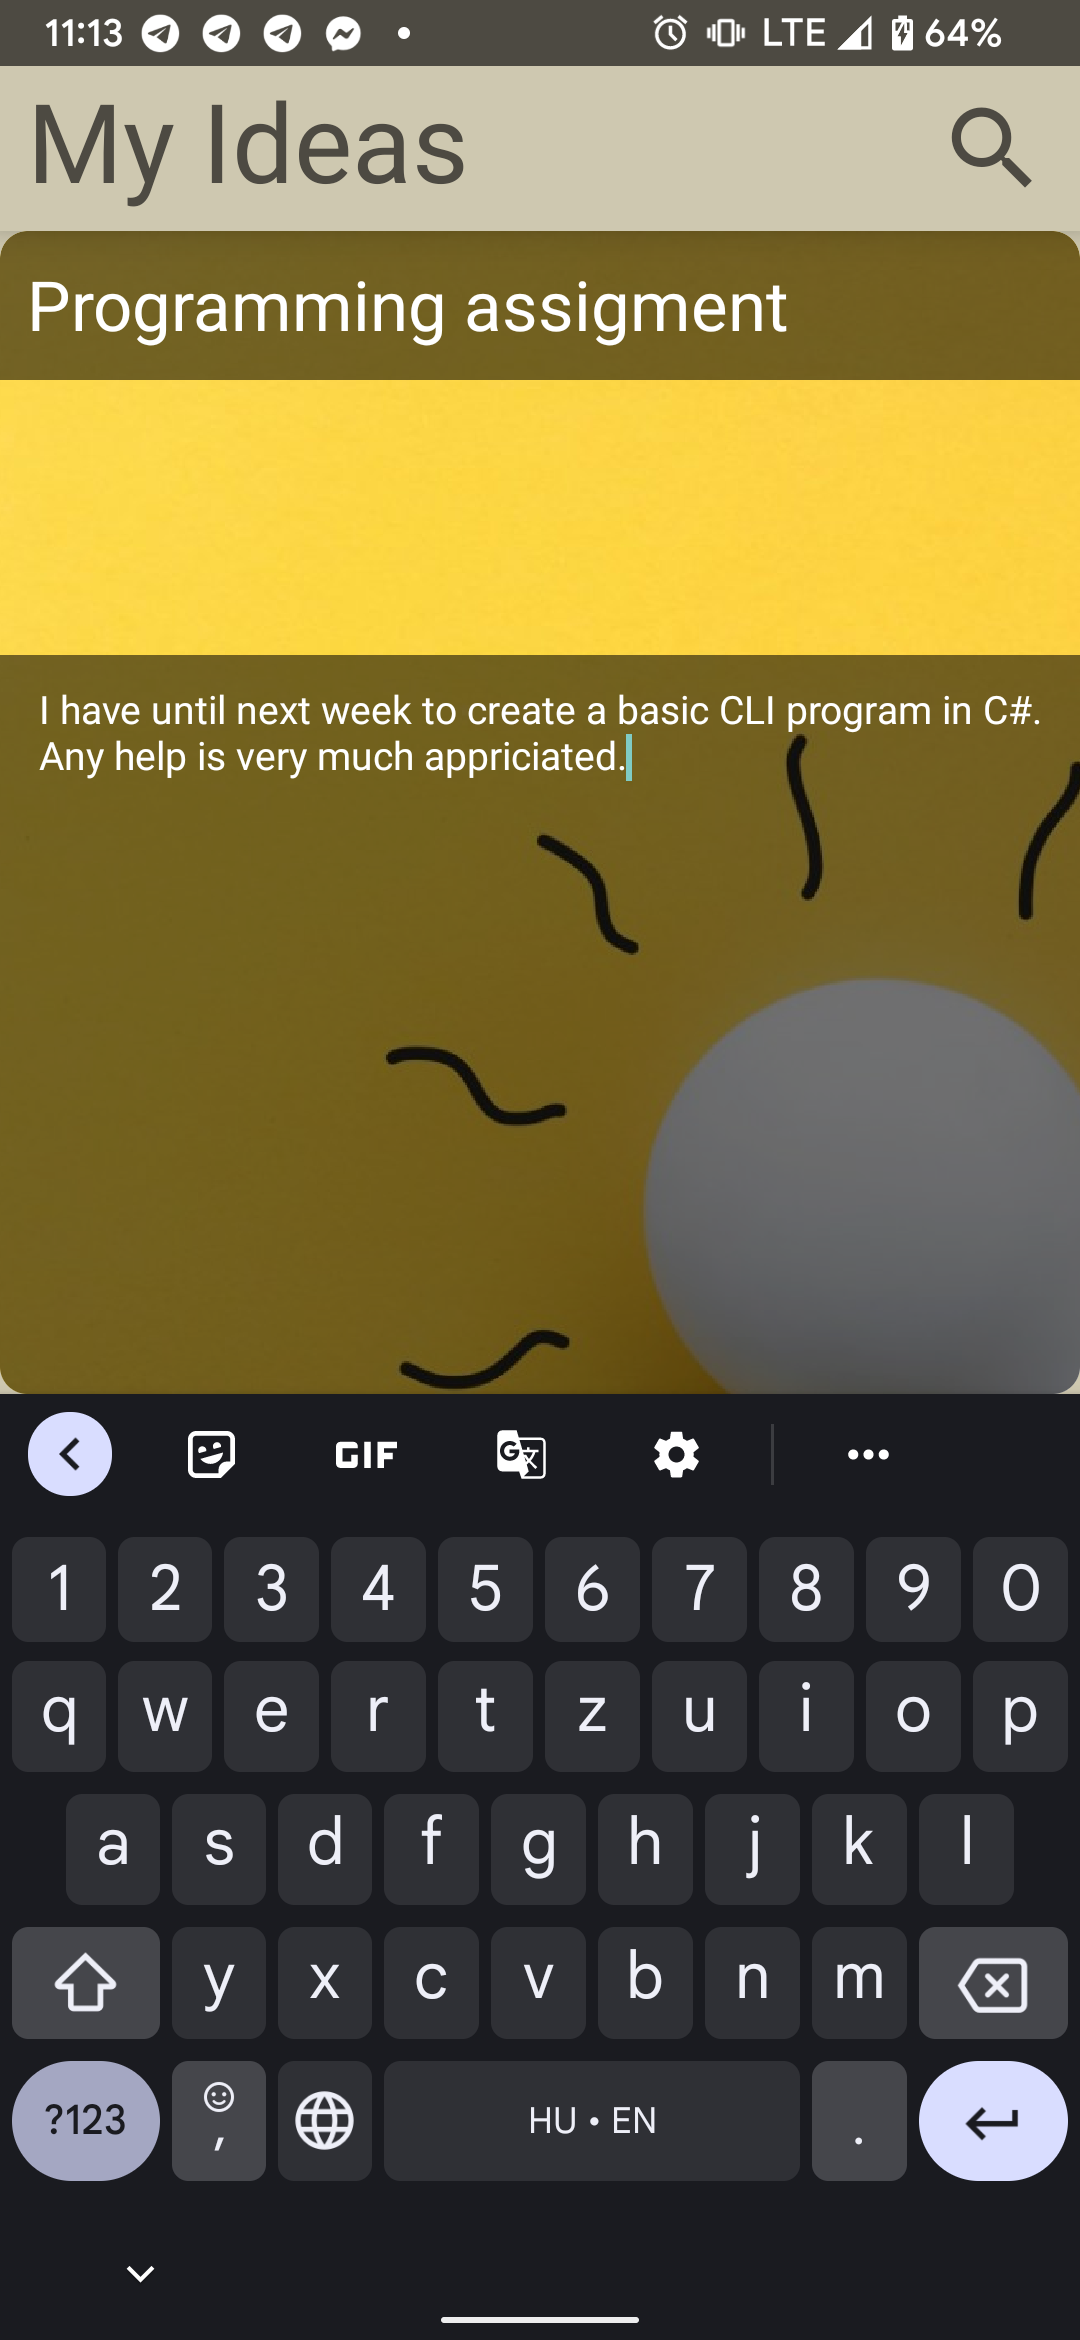 11:13 LTE 64%
My Ideas
Programming assigment
I have until next week to create a basic CLI program in C#.
Any help is very much appriciated.
GIF G 文
1 2 3 4 5 6 7 8 9 0
q w e r t z u i o p
a s d f g h j k l
y x c v b n m
?123 , HU • EN .